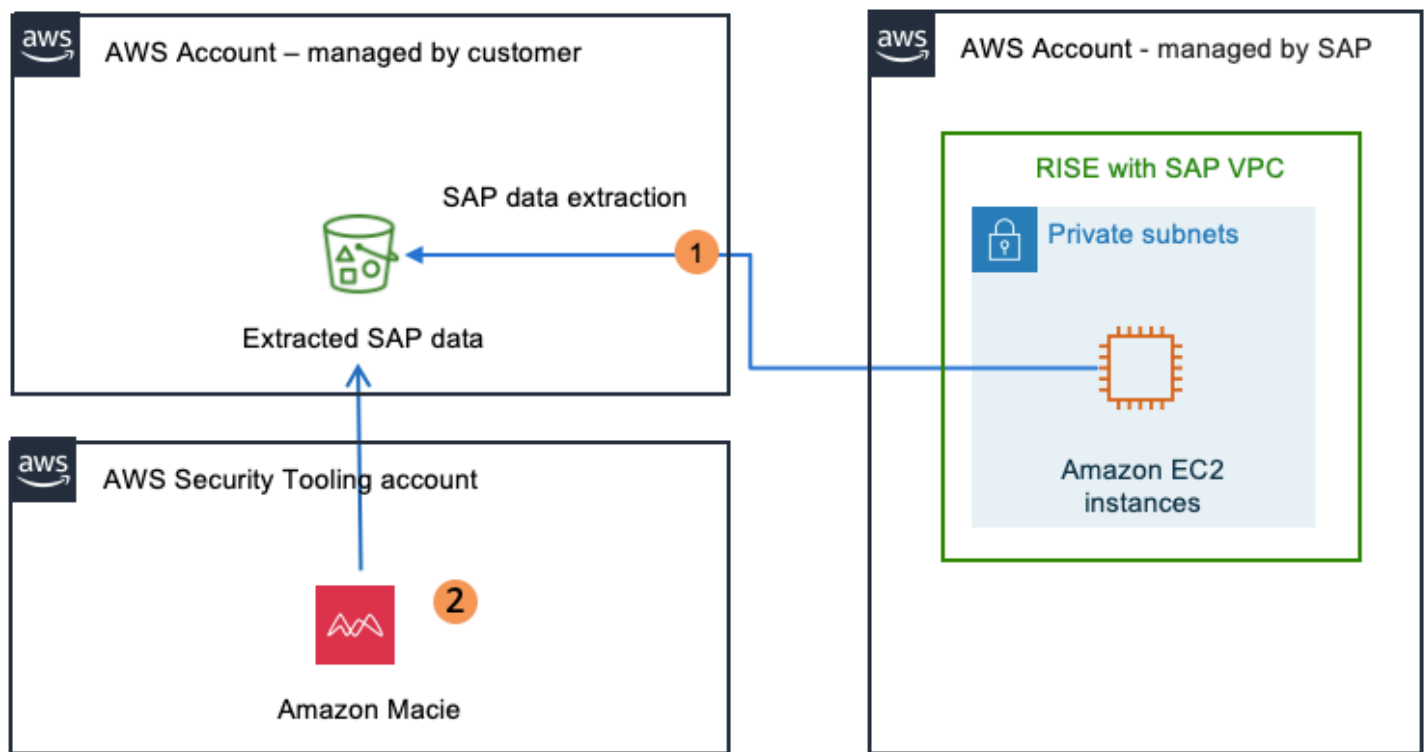 aws
AWS Account – managed by customer
SAP data extraction
1
Extracted SAP data
aws
AWS Security Tooling account
2
Amazon Macie
aws
AWS Account - managed by SAP
RISE with SAP VPC
Private subnets
Amazon EC2
instances